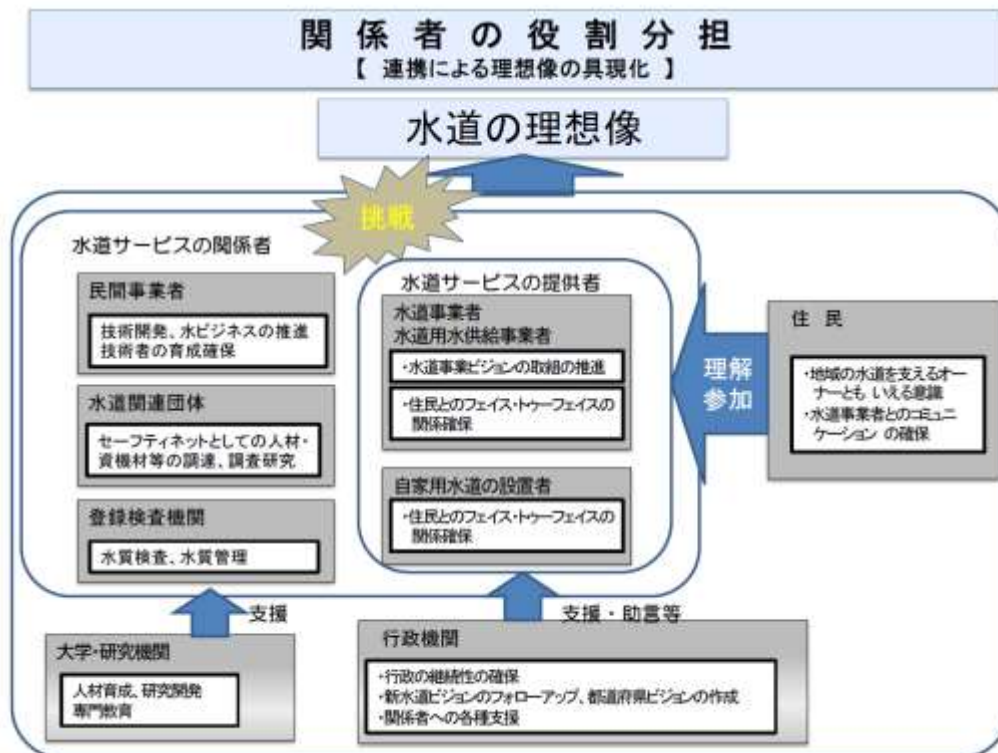 関係者の役割分担
【 連携による理想像の具現化 】
水道の理想像
挑戦
水道サービスの関係者
民間事業者
技術開発、水ビジネスの推進
技術者の育成確保
水道関連団体
セーフティネットとしての人材・
資機材等の調達、調査研究
登録検査機関
水質検査、水質管理
水道サービスの提供者
水道事業者
水道用水供給事業者
・水道事業ビジョンの取組の推進
・住民とのフェイス・トゥーフェイスの
関係確保
自家用水道の設置者
・住民とのフェイス・トゥーフェイスの
関係確保
理解
参加
住 民
・地域の水道を支えるオー
ナーとも いえる意識
・水道事業者とのコミュニ
ケーション の確保
支援
大学・研究機関
人材育成、研究開発
専門教育
支援・助言等
行政機関
・行政の継続性の確保
・新水道ビジョンのフォローアップ、都道府県ビジョンの作成
・関係者への各種支援